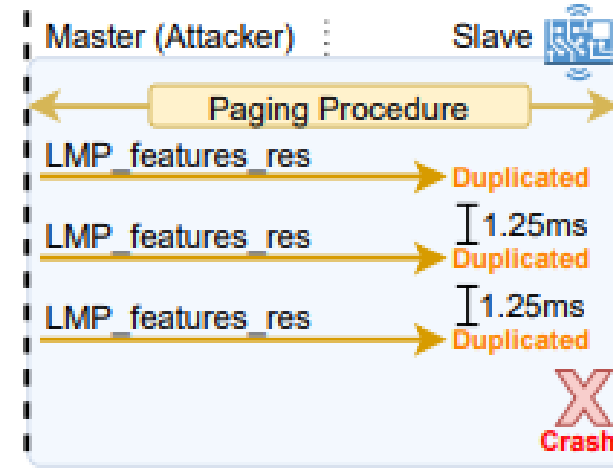 Master (Attacker) Slave
Paging Procedure
LMP_features_res
Duplicated
1.25ms
LMP_features_res
Duplicated
1.25ms
LMP_features_res
Duplicated
Crash